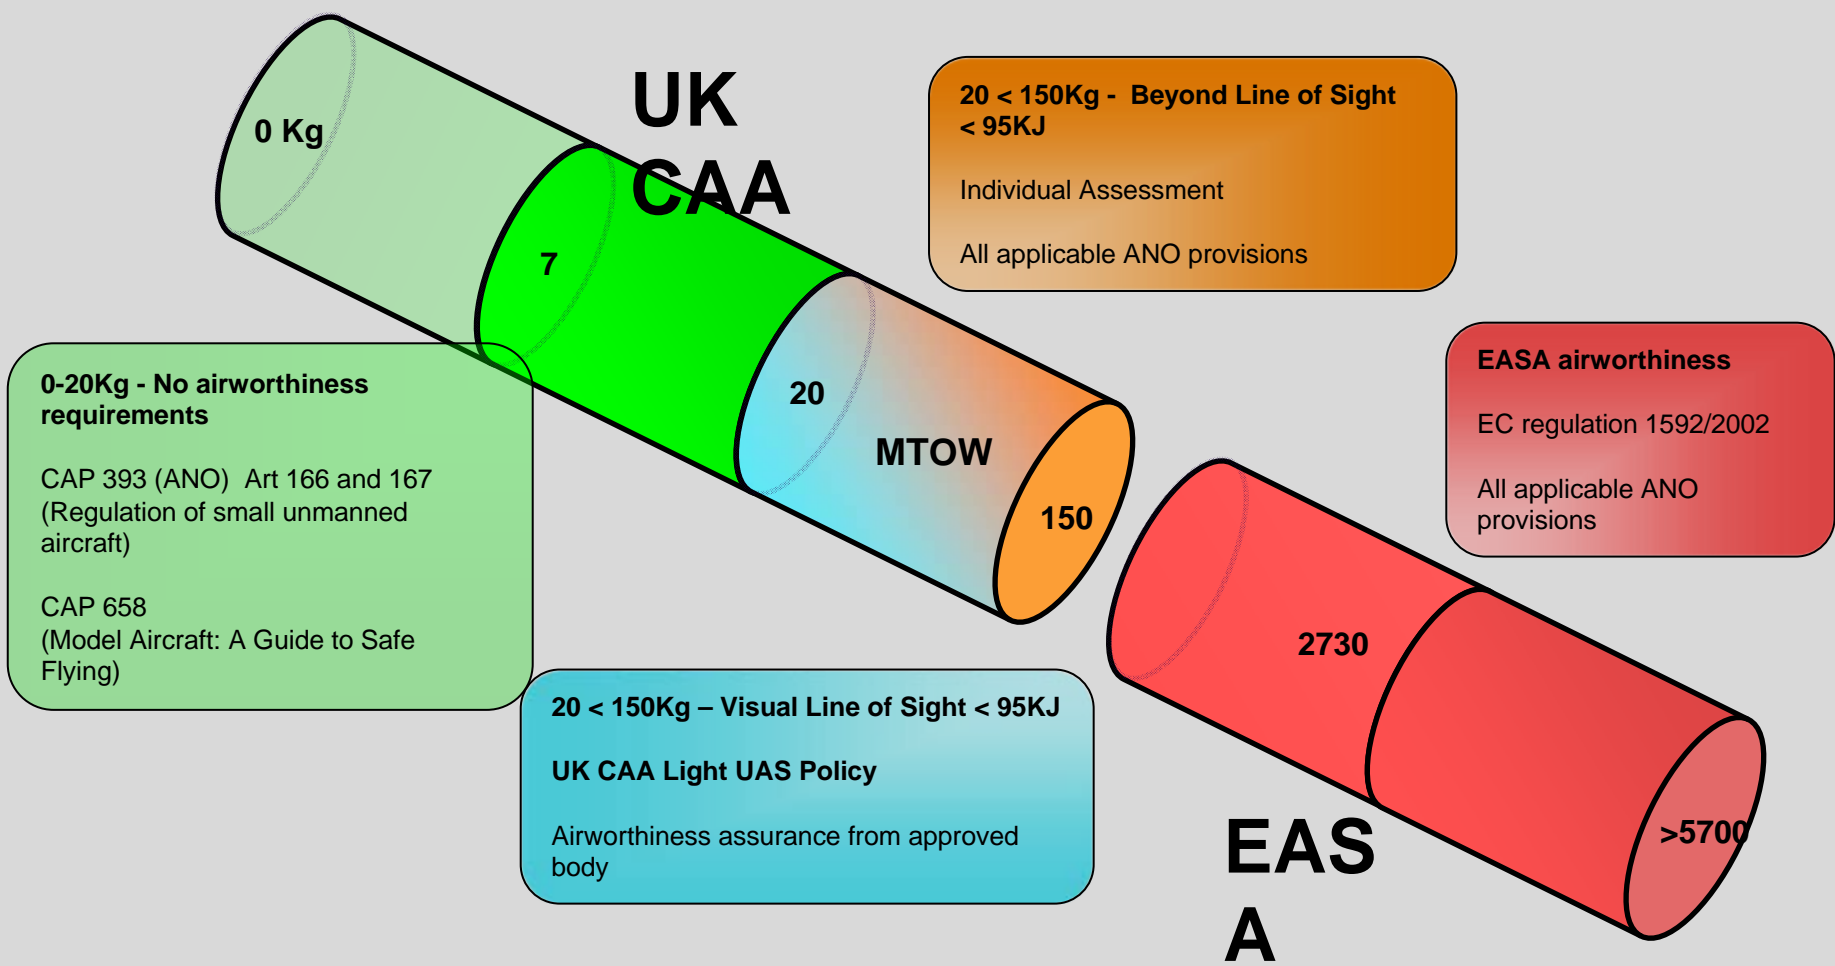 UK
CAA
0 Kg
7
20
MTOW
150
20 < 150Kg - Beyond Line of Sight
< 95KJ
Individual Assessment
All applicable ANO provisions
EASA airworthiness
EC regulation 1592/2002
All applicable ANO
provisions
0-20Kg - No airworthiness
requirements
CAP 393 (ANO) Art 166 and 167
(Regulation of small unmanned
aircraft)
CAP 658
(Model Aircraft: A Guide to Safe
Flying)
20 < 150Kg – Visual Line of Sight < 95KJ
UK CAA Light UAS Policy
Airworthiness assurance from approved
body
2730
>5700
EAS
A